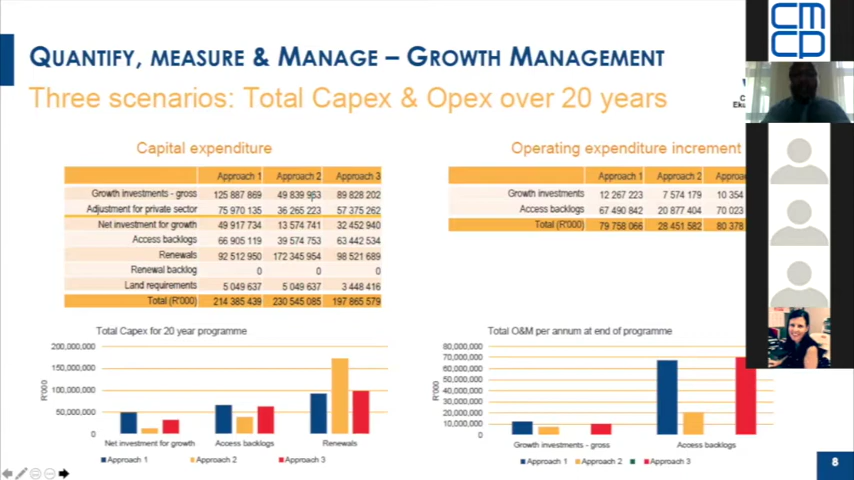 QUANTIFY, MEASURE & MANAGE – GROWTH MANAGEMENT
Three scenarios: Total Capex & Opex over 20 years
Capital expenditure
Approach 1 Approach 2 Approach 3
Growth investments - gross 125 887 869 49 839 963 89 828 202
Adjustment for private sector 75 970 135 36 265 223 57 375 262
Net investment for growth 49 917 734 13 574 741 32 452 940
Access backlogs 66 905 119 39 574 753 63 442 534
Renewals 92 512 950 172 345 954 98 521 689
Renewal backlog 0 0 0
Land requirements 5 049 637 5 049 637 3 448 416
Total (R'000) 214 385 439 230 545 085 197 865 579
Operating expenditure increment
Approach 1 Approach 2 Approa
Growth investments 12 267 223 7 574 179 10 354
Access backlogs 67 490 842 20 877 404 70 023
Total (R'000) 79 758 066 28 451 582 80 378
Total Capex for 20 year programme
R'000
200,000,000
150,000,000
100,000,000
50,000,000
0
Net investment for growth Access backlogs Renewals
Approach 1 Approach 2 Approach 3
Total O&M per annum at end of programme
R'000
80,000,000
70,000,000
60,000,000
50,000,000
40,000,000
30,000,000
20,000,000
10,000,000
0
Growth investments - gross Access backlogs
Approach 1 Approach 2 Approach 3
cmcp
C
Eku
8